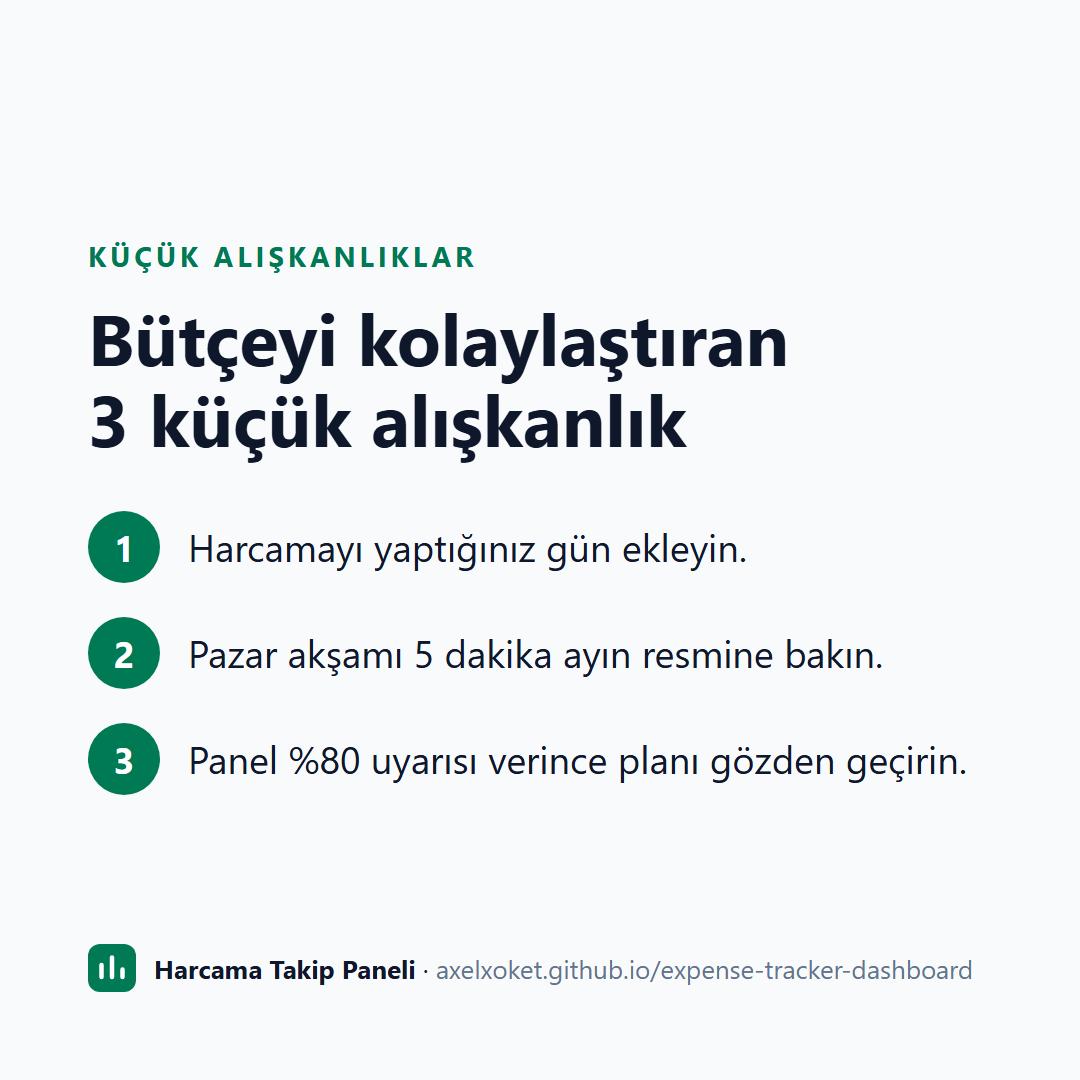 KÜÇÜK ALIŞKANLIKLAR
Bütçeyi kolaylaştıran
3 küçük alışkanlık
1 Harcamayı yaptığınız gün ekleyin.
2 Pazar akşamı 5 dakika ayın resmine bakın.
3 Panel %80 uyarısı verince planı gözden geçirin.
Harcama Takip Paneli · axelxoket.github.io/expense-tracker-dashboard